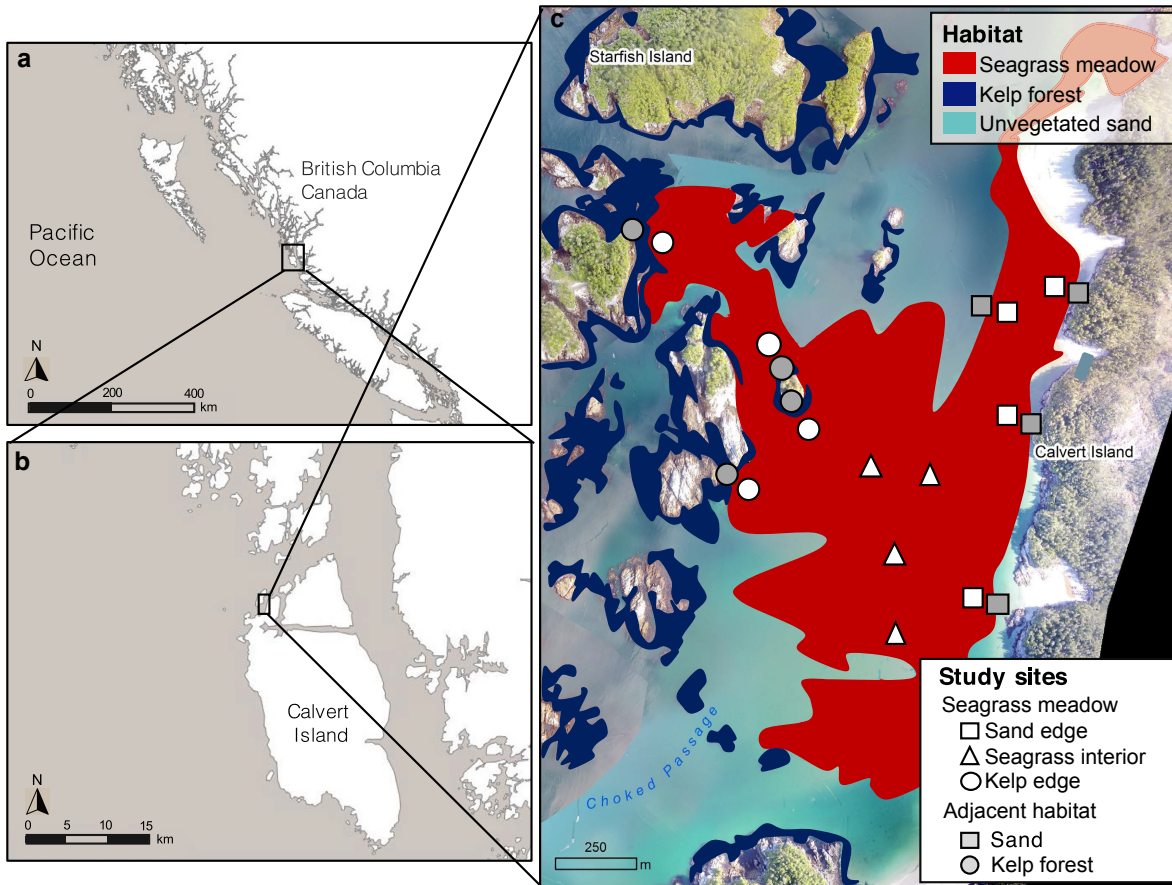 a
British Columbia
Canada
Pacific
Ocean
N
0 200 400
km
b
Calvert
Island
N
0 5 10 15
km
c
Starfish Island
Habitat
Seagrass meadow
Kelp forest
Unvegetated sand
Calvert Island
Choked Passage
250
m
Study sites
Seagrass meadow
Sand edge
Seagrass interior
Kelp edge
Adjacent habitat
Sand
Kelp forest